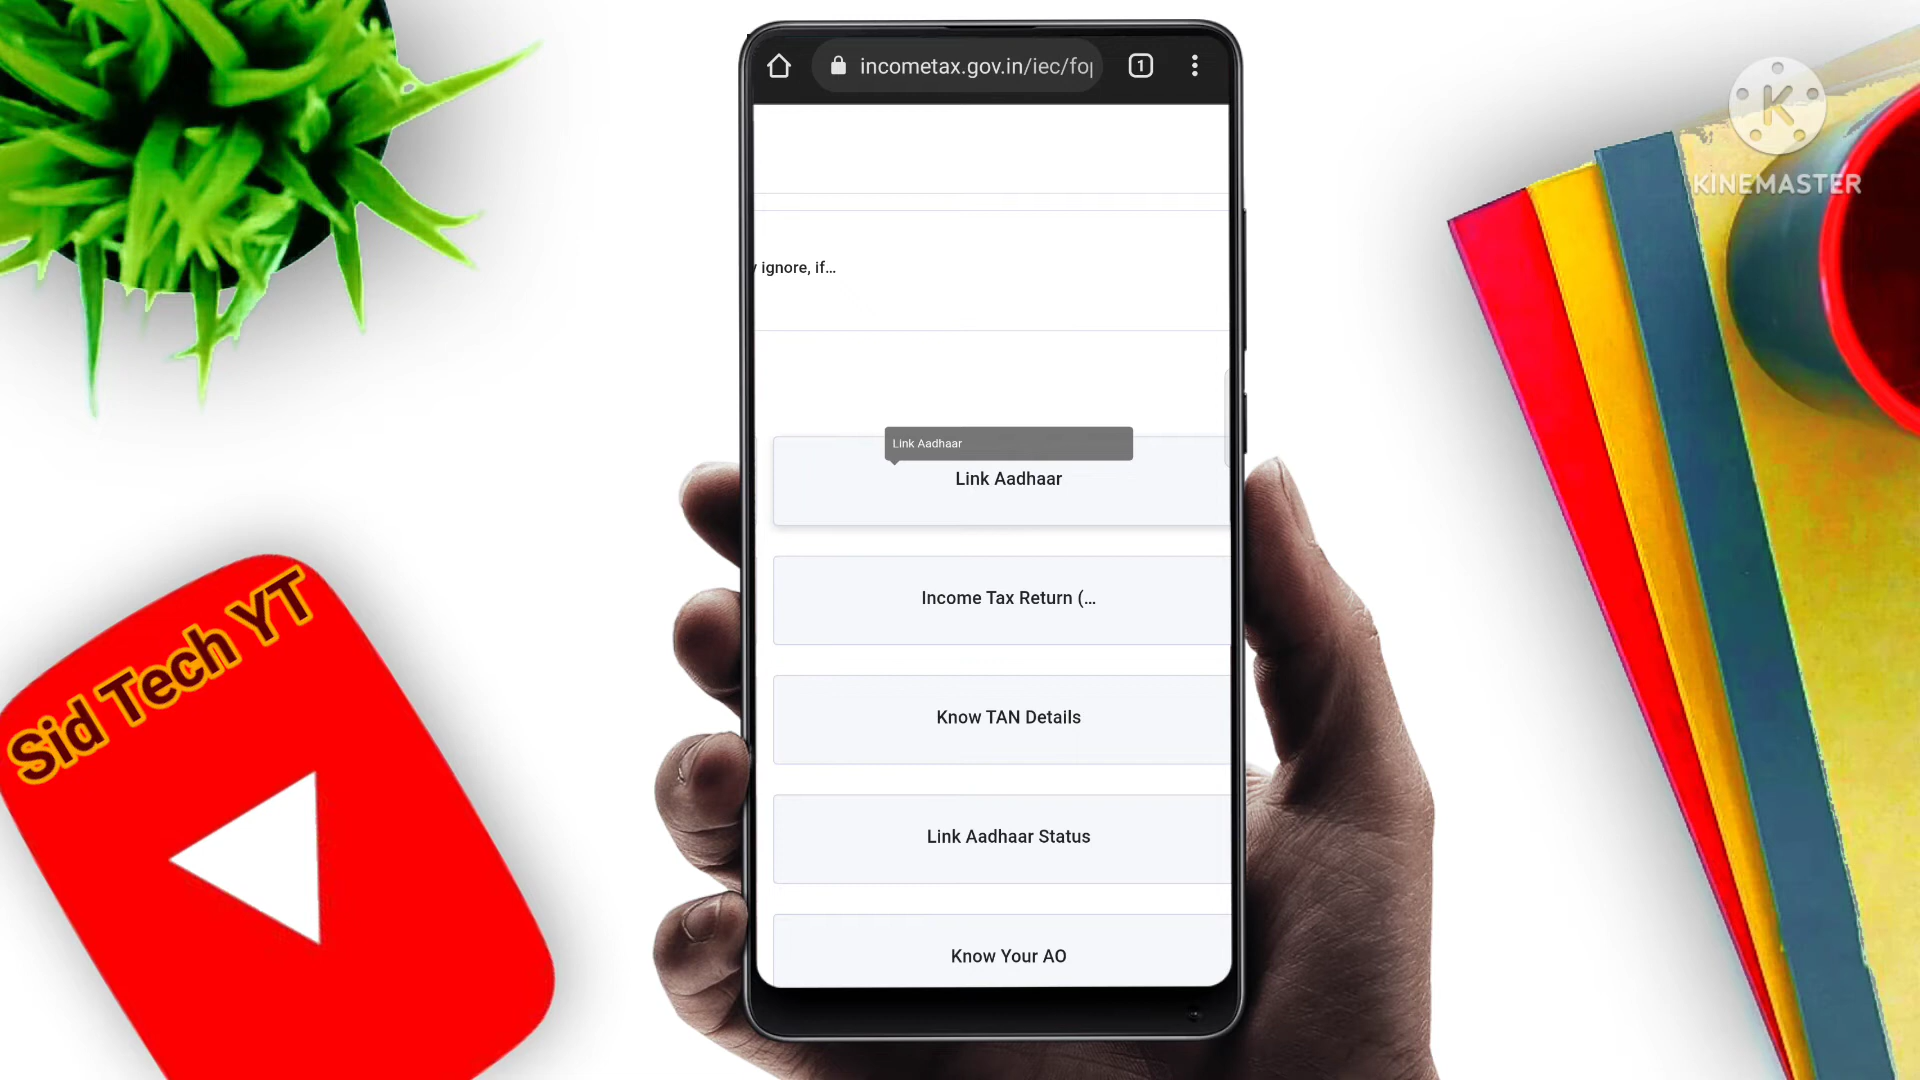 incometax.gov.in/iec/fo
1
KINEMASTER
ignore, if...
Link Aadhaar
Link Aadhaar
Income Tax Return (...
Know TAN Details
Link Aadhaar Status
Know Your AO
Sid Tech YT